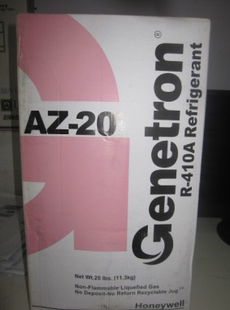 AZ-20
Genetron®
R-410A Refrigerant
Net Wt. 25 lbs. (11.3kg)
Non-Flammable Liquefied Gas
No Deposit-No Return Recyclable Jug
Honeywell